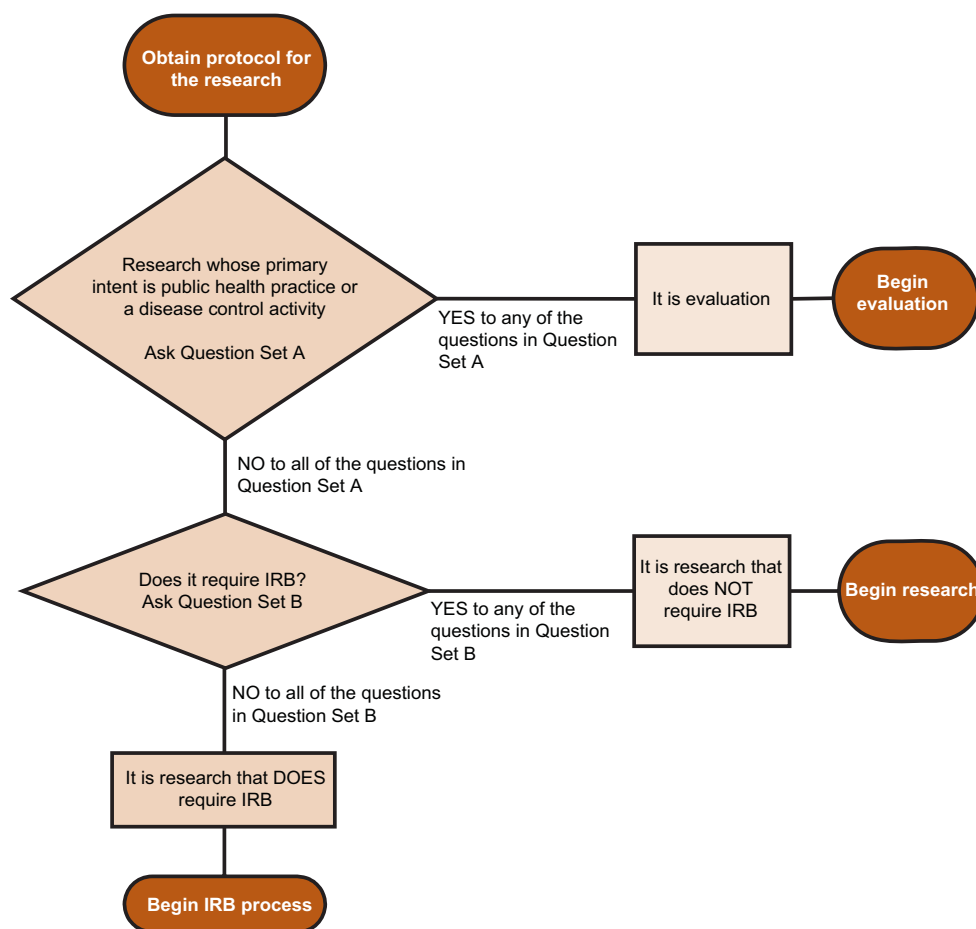 Obtain protocol for
the research
Research whose primary
intent is public health practice or
a disease control activity
Ask Question Set A
YES to any of the
questions in Question
Set A
It is evaluation
Begin
evaluation
NO to all of the questions in
Question Set A
Does it require IRB?
Ask Question Set B
YES to any of the
questions in Question
Set B
It is research that
does NOT
require IRB
Begin research
NO to all of the questions
in Question Set B
It is research that DOES
require IRB
Begin IRB process